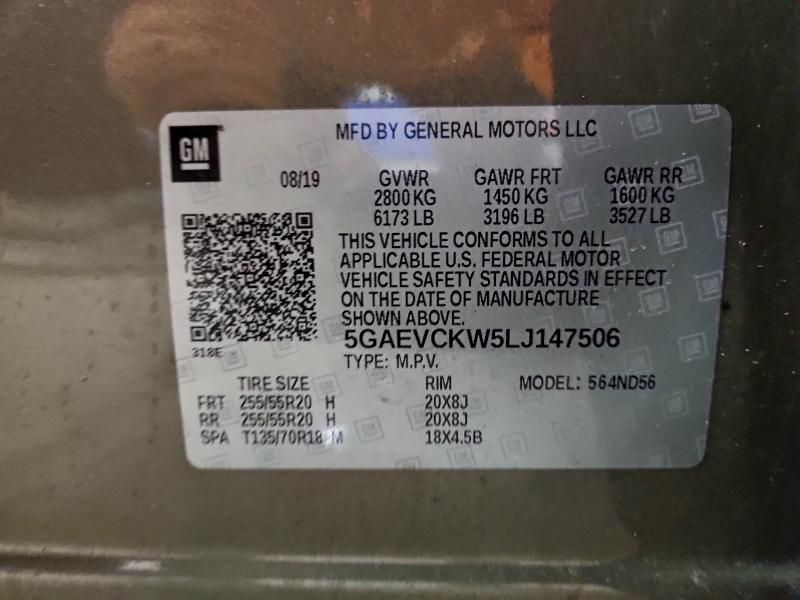 GM
MFD BY GENERAL MOTORS LLC
08/19 GVWR GAWR FRT GAWR RR
2800 KG 1450 KG 1600 KG
6173 LB 3196 LB 3527 LB
THIS VEHICLE CONFORMS TO ALL
APPLICABLE U.S. FEDERAL MOTOR
VEHICLE SAFETY STANDARDS IN EFFECT
ON THE DATE OF MANUFACTURE
SHOWN ABOVE.
5GAEVCKW5LJ147506
318E
TYPE: M.P.V.
TIRE SIZE RIM MODEL: 564ND56
FRT 255/55R20 H 20X8J
RR 255/55R20 H 20X8J
SPA T135/70R18 M 18X4.5B